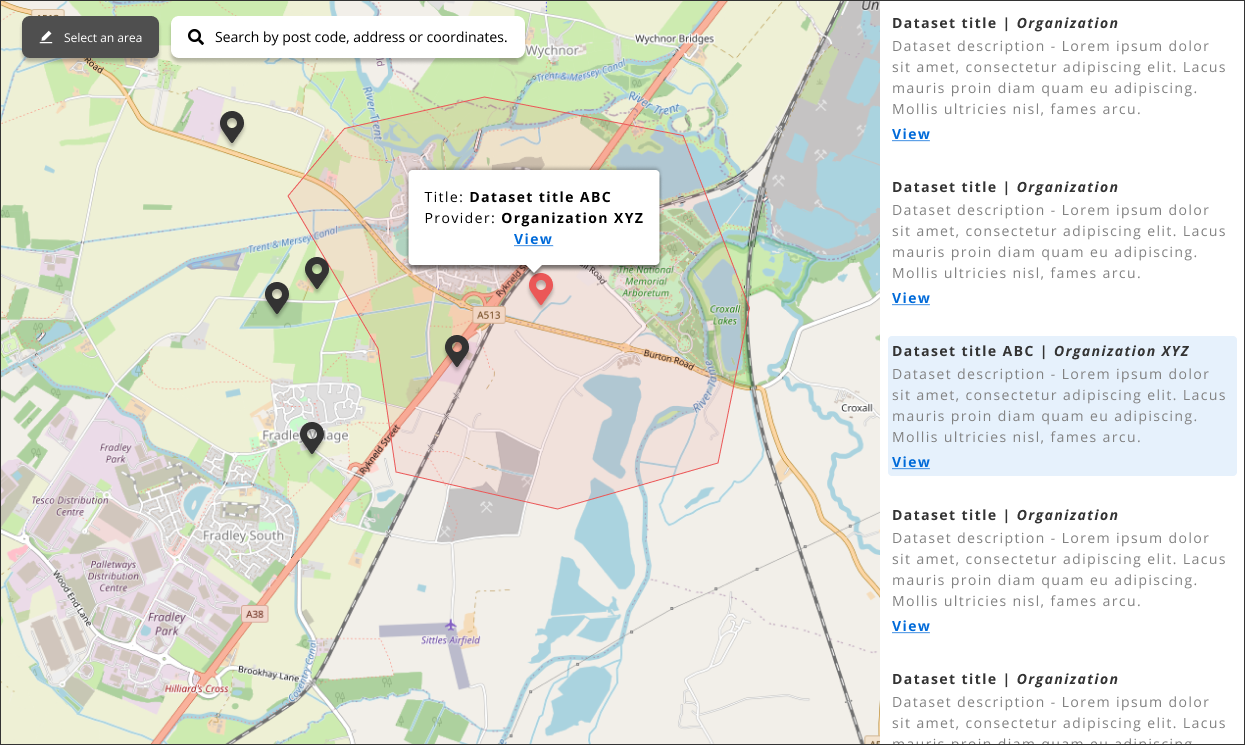 Select an area
Search by post code, address or coordinates.
Road
Wychnor
Wychnor Bridges
Trent & Mersey Canal
River Trent
River Trent
Un
Title: Dataset title ABC
Provider: Organization XYZ
View
Trent & Mersey Canal
Road
The National
Memorial
Arboretum
Croxall
Lakes
A513
Burton Road
Croxall
Rykneld Street
Fradley
Park
Tesco Distribution
Centre
Fradley South
Palletways
Distribution
Centre
Wood End Lane
Fradley
Park
A38
Sittles Airfield
Brookhay Lane
Coventry Canal
Hilliard's Cross
Dataset title | Organization
Dataset description - Lorem ipsum dolor
sit amet, consectetur adipiscing elit. Lacus
mauris proin diam quam eu adipiscing.
Mollis ultricies nisl, fames arcu.
View
Dataset title | Organization
Dataset description - Lorem ipsum dolor
sit amet, consectetur adipiscing elit. Lacus
mauris proin diam quam eu adipiscing.
Mollis ultricies nisl, fames arcu.
View
Dataset title ABC | Organization XYZ
Dataset description - Lorem ipsum dolor
sit amet, consectetur adipiscing elit. Lacus
mauris proin diam quam eu adipiscing.
Mollis ultricies nisl, fames arcu.
View
Dataset title | Organization
Dataset description - Lorem ipsum dolor
sit amet, consectetur adipiscing elit. Lacus
mauris proin diam quam eu adipiscing.
Mollis ultricies nisl, fames arcu.
View
Dataset title | Organization
Dataset description - Lorem ipsum dolor
sit amet, consectetur adipiscing elit. Lacus
mauris proin diam quam eu adipiscing.